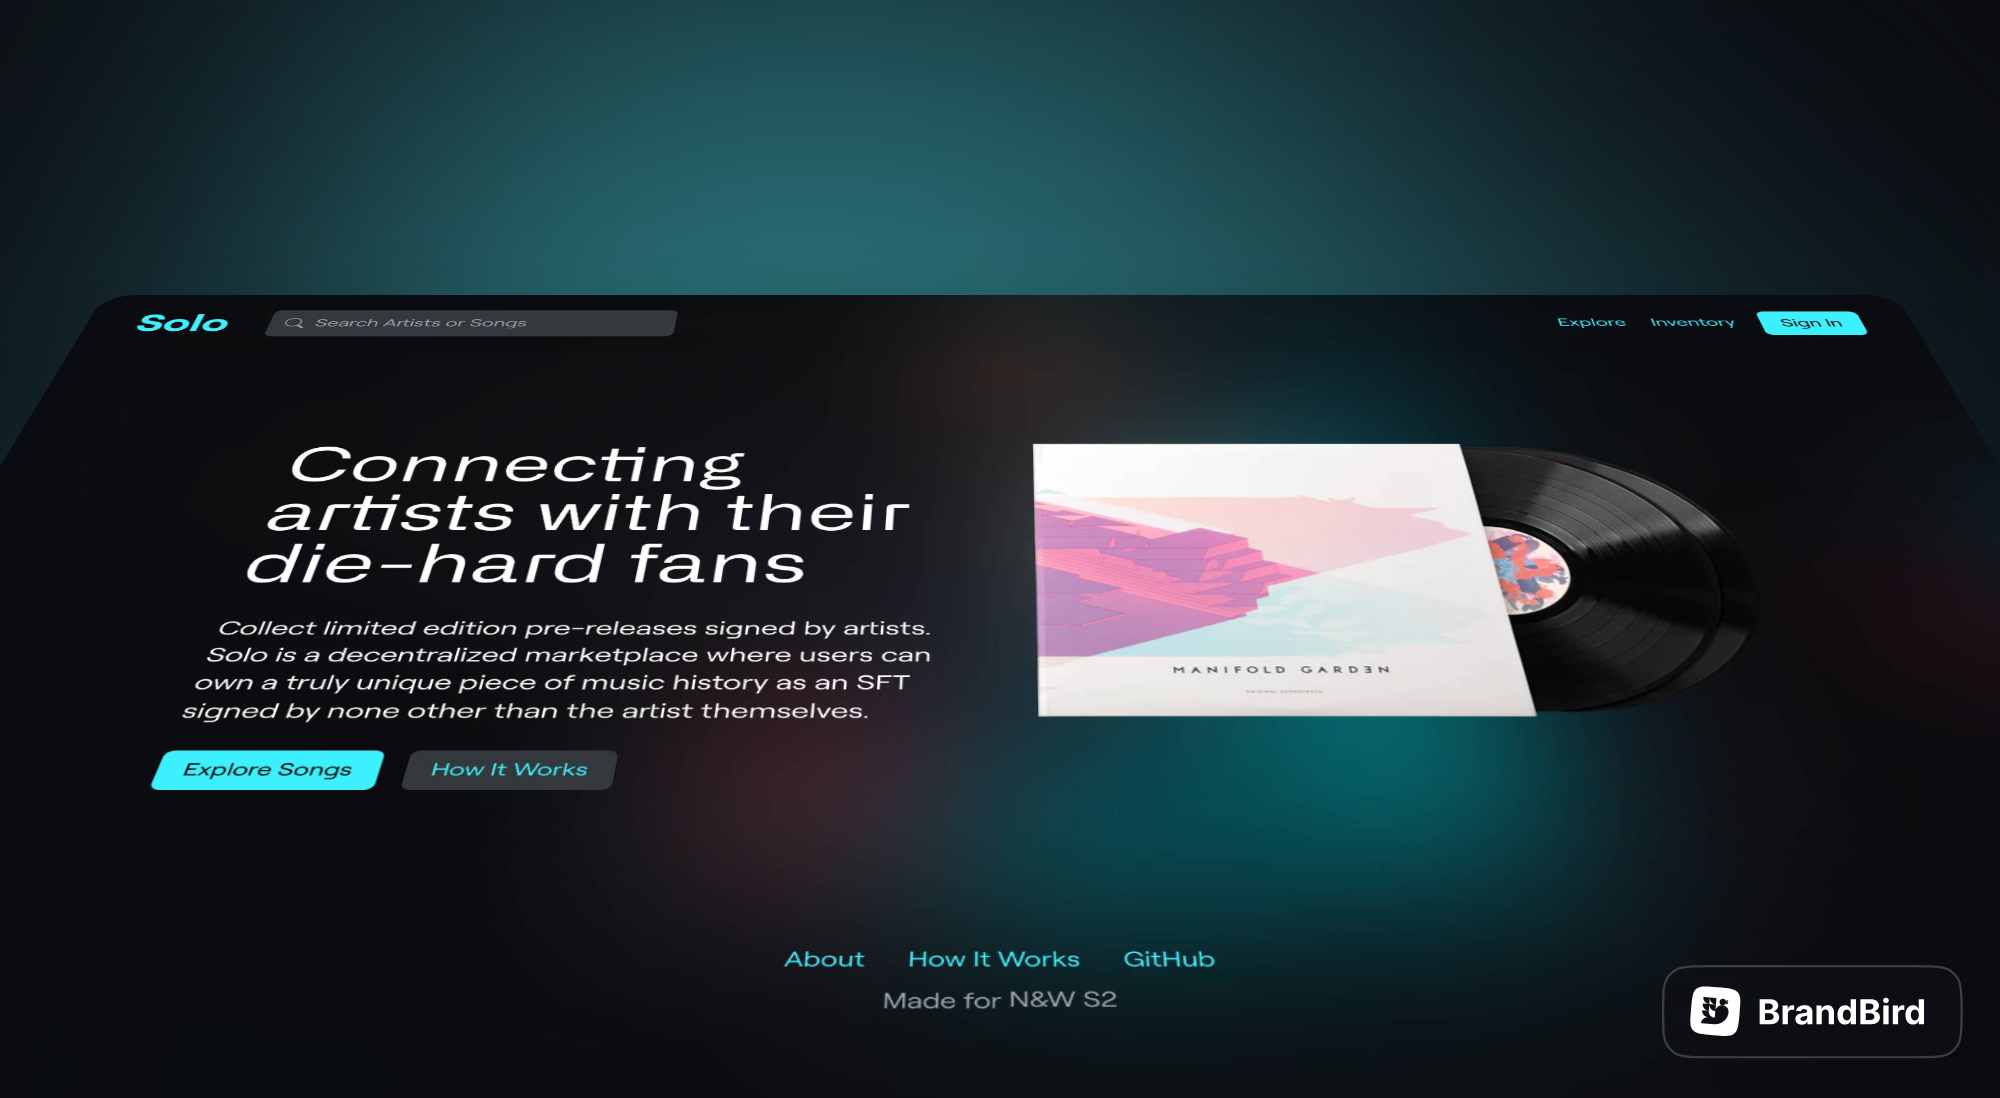 Solo
Search Artists or Songs
Explore
Inventory
Sign In
Connecting
artists with their
die-hard fans
Collect limited edition pre-releases signed by artists.
Solo is a decentralized marketplace where users can
own a truly unique piece of music history as an SFT
signed by none other than the artist themselves.
Explore Songs
How It Works
MANIFOLD GARDƎN
ORIGINAL SOUNDTRACK
About
How It Works
GitHub
Made for N&W S2
BrandBird